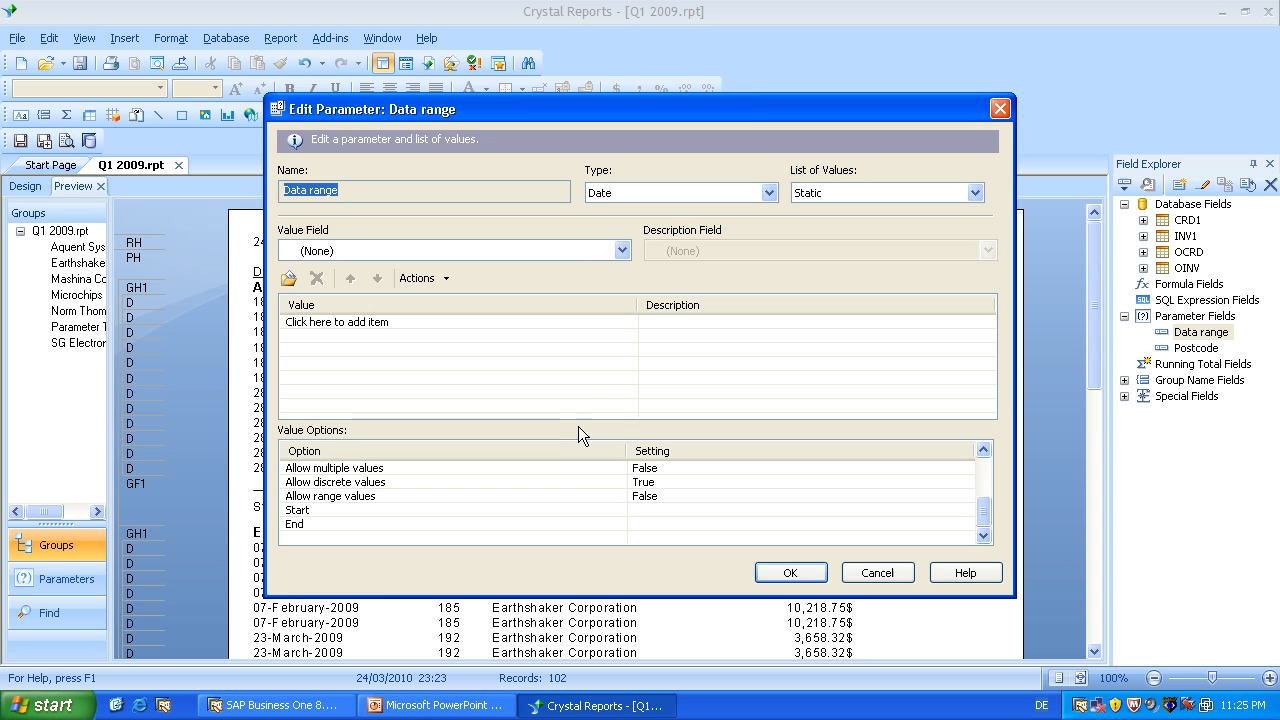 Crystal Reports - [Q1 2009.rpt]
File Edit View Insert Format Database Report Add-ins Window Help
Start Page Q1 2009.rpt
Design Preview
Groups
Q1 2009.rpt
Aquent Sys
Earthshake
Mashina Co
Microchips
Norm Thom
Parameter T
SG Electror
Groups
Parameters
Find
RH
PH
GH1
D
D
D
D
D
D
D
D
D
D
D
D
GF1
GH1
D
D
D
D
D
D
D
D
Edit Parameter: Data range
Edit a parameter and list of values.
Name: Type: List of Values:
Data range Date Static
Value Field Description Field
(None) (None)
Actions
Value Description
Click here to add item
Value Options:
Option Setting
Allow multiple values False
Allow discrete values True
Allow range values False
Start
End
OK Cancel Help
07-February-2009 185 Earthshaker Corporation 10,218.75$
07-February-2009 185 Earthshaker Corporation 10,218.75$
23-March-2009 192 Earthshaker Corporation 3,658.32$
23-March-2009 192 Earthshaker Corporation 3,658.32$
Field Explorer
Database Fields
CRD1
INV1
OCRD
OINV
Formula Fields
SQL Expression Fields
Parameter Fields
Data range
Postcode
Running Total Fields
Group Name Fields
Special Fields
For Help, press F1 24/03/2010 23:23 Records: 102 100%
start SAP Business One 8.... Microsoft PowerPoint ... Crystal Reports - [Q1... DE 11:25 PM